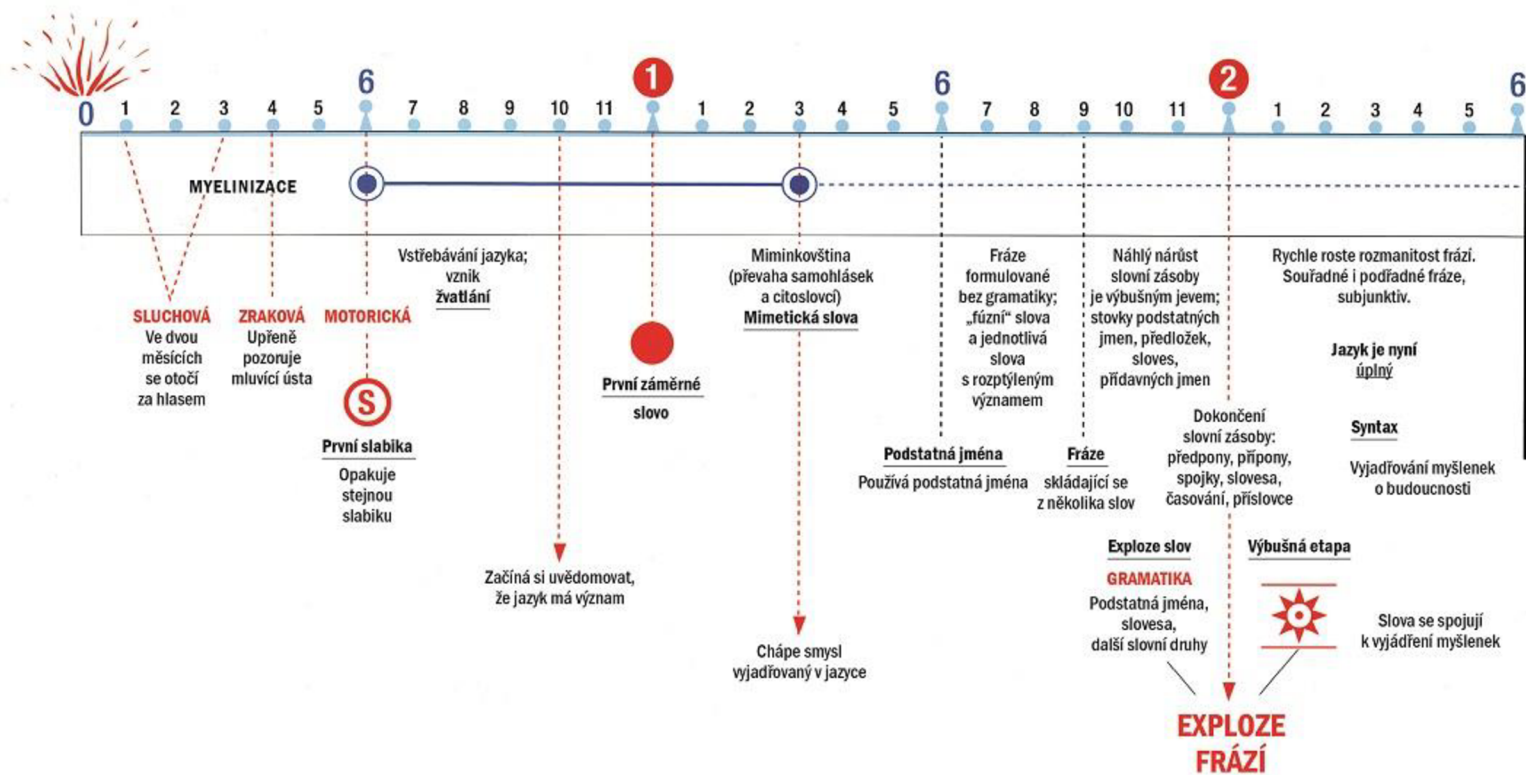 6
1
6
2
6
0
1
2
3
4
5
7
8
9
10
11
1
2
3
4
5
7
8
9
10
11
1
2
3
4
5
MYELINIZACE
SLUCHOVÁ
Ve dvou
měsících
se otočí
za hlasem
ZRAKOVÁ
Upřeně
pozoruje
mluvící ústa
MOTORICKÁ
S
První slabika
Opakuje
stejnou
slabiku
Vstřebávání jazyka;
vznik
žvatlání
Začíná si uvědomovat,
že jazyk má význam
První záměrné
slovo
Miminkovština
(převaha samohlásek
a citoslovcí)
Mimetická slova
Chápe smysl
vyjadřovaný v jazyce
Podstatná jména
Používá podstatná jména
Fráze
formulované
bez gramatiky;
„fúzní“ slova
a jednotlivá
slova
s rozptýleným
významem
Fráze
skládající se
z několika slov
Náhlý nárůst
slovní zásoby
je výbušným jevem;
stovky podstatných
jmen, předložek,
sloves,
přídavných jmen
Dokončení
slovní zásoby:
předpony, přípony,
spojky, slovesa,
časování, příslovce
Exploze slov
GRAMATIKA
Podstatná jména,
slovesa,
další slovní druhy
Výbušná etapa
EXPLOZE
FRÁZÍ
Rychle roste rozmanitost frází.
Souřadné i podřadné fráze,
subjunktiv.
Jazyk je nyní
úplný
Syntax
Vyjadřování myšlenek
o budoucnosti
Slova se spojují
k vyjádření myšlenek